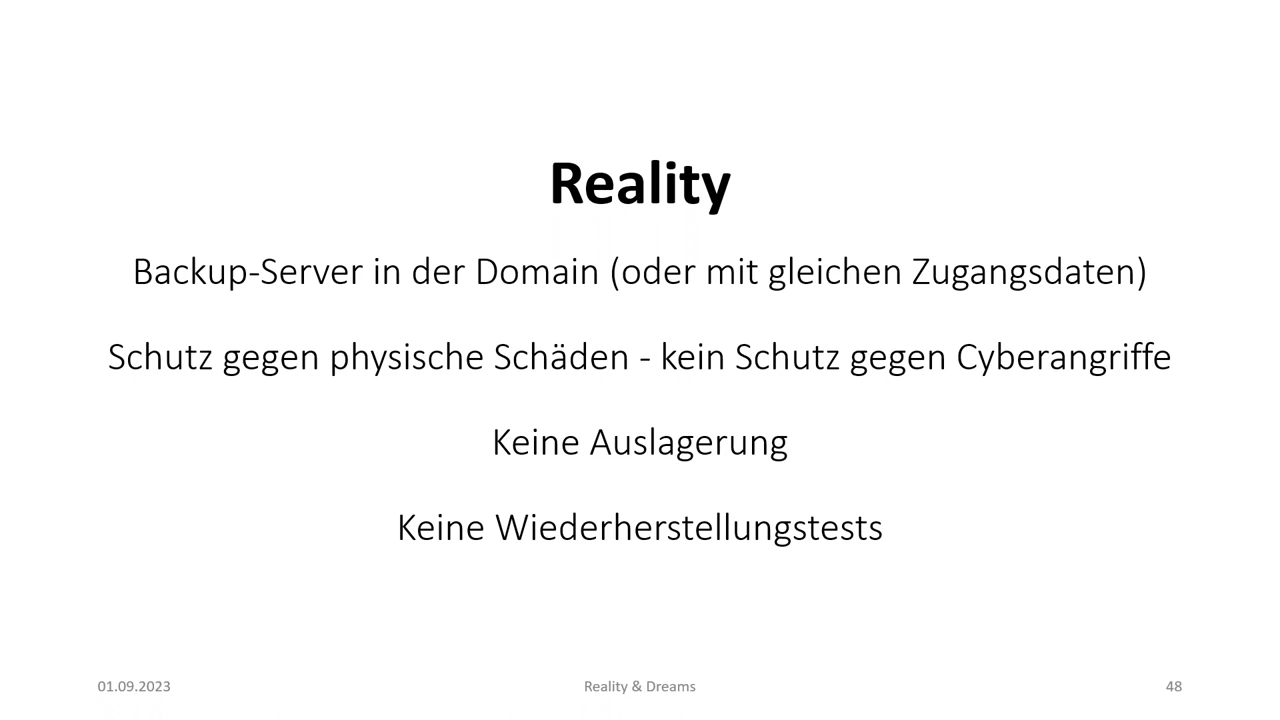 Reality
Backup-Server in der Domain (oder mit gleichen Zugangsdaten)
Schutz gegen physische Schäden - kein Schutz gegen Cyberangriffe
Keine Auslagerung
Keine Wiederherstellungstests
01.09.2023 Reality & Dreams 48